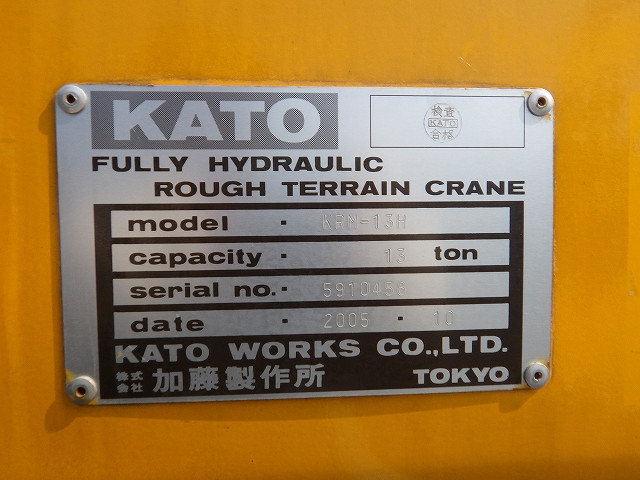 KATO
検査
KATO
合格
FULLY HYDRAULIC
ROUGH TERRAIN CRANE
model · KRM-13H
capacity · 13 ton
serial no. · 5910458
date · 2005 · 10
KATO WORKS CO.,LTD.
株式会社 加藤製作所 TOKYO